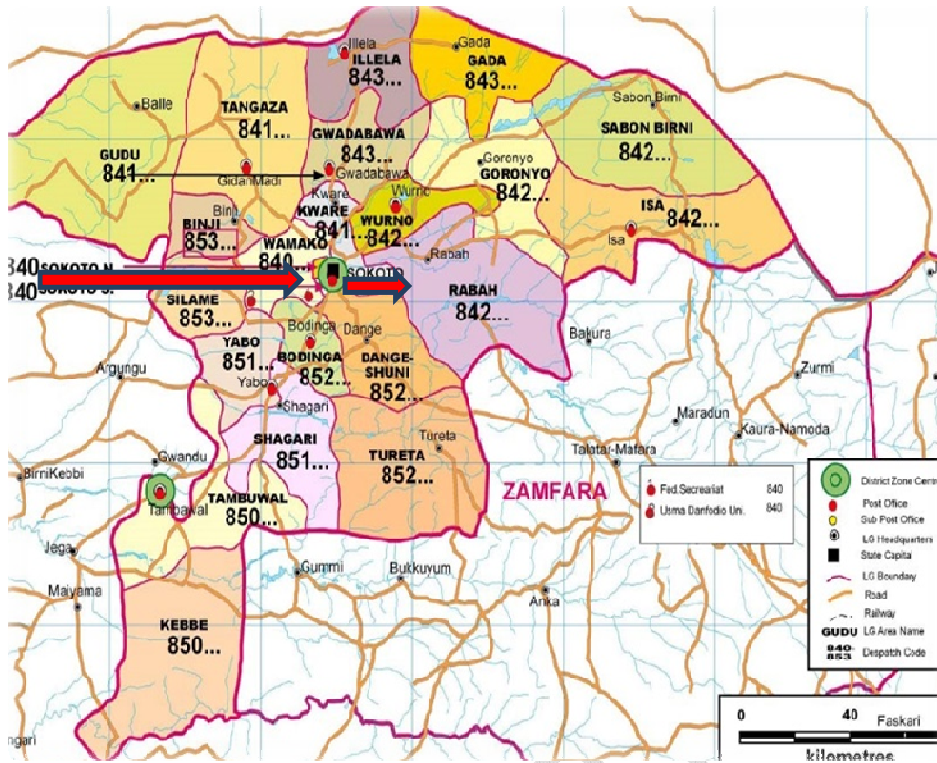 Illela
ILLELA
843...
Gada
GADA
843...
Balle
TANGAZA
841...
Sabon Birni
SABON BIRNI
842...
GWADABAWA
843...
GUDU
841...
GidanMadi
Gwadabawa
Goronyo
GORONYO
842...
Kware
KWARE
841...
Wurno
WURNO
842...
ISA
842...
Isa
Binji
BINJI
853...
WAMAKO
840...
Rabah
RABAH
842...
840 SOKOTO N.
840 SOKOTO S.
SOKOTO
SILAME
853...
Bodinga
BODINGA
852...
Dange
DANGE-
SHUNI
852...
YABO
851...
Yabo
Argungu
Shagari
SHAGARI
851...
Tureta
TURETA
852...
Bakura
Zurmi
Maradun
Kaura-Namoda
Talatar-Mafara
Gwandu
BirniKebbi
Tambawal
TAMBUWAL
850...
ZAMFARA
Fed.Secreariat 840
Usma Danfodio Uni. 840
District Zone Centre
Post Office
Sub Post Office
LG Headquarters
State Capital
LG Boundary
Road
Railway
GUDU LG Area Name
840-
853 Despatch Code
Jega
Maiyama
Gummi
Bukkuyum
Anka
KEBBE
850...
ngari
0 40 Faskari
kilometres